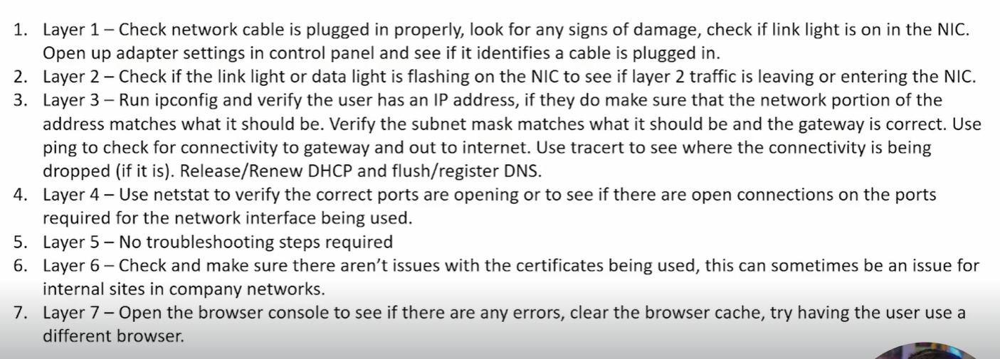 1. Layer 1 – Check network cable is plugged in properly, look for any signs of damage, check if link light is on in the NIC.
Open up adapter settings in control panel and see if it identifies a cable is plugged in.
2. Layer 2 – Check if the link light or data light is flashing on the NIC to see if layer 2 traffic is leaving or entering the NIC.
3. Layer 3 – Run ipconfig and verify the user has an IP address, if they do make sure that the network portion of the
address matches what it should be. Verify the subnet mask matches what it should be and the gateway is correct. Use
ping to check for connectivity to gateway and out to internet. Use tracert to see where the connectivity is being
dropped (if it is). Release/Renew DHCP and flush/register DNS.
4. Layer 4 – Use netstat to verify the correct ports are opening or to see if there are open connections on the ports
required for the network interface being used.
5. Layer 5 – No troubleshooting steps required
6. Layer 6 – Check and make sure there aren’t issues with the certificates being used, this can sometimes be an issue for
internal sites in company networks.
7. Layer 7 – Open the browser console to see if there are any errors, clear the browser cache, try having the user use a
different browser.